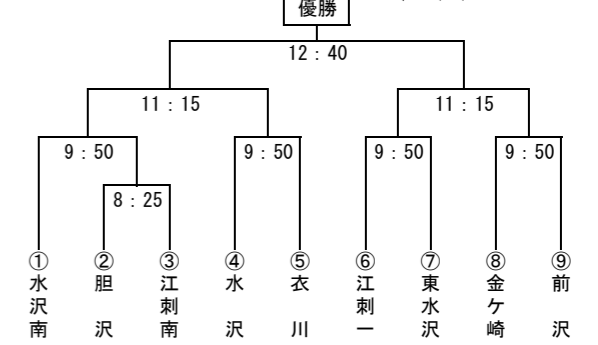 優勝
12：40
11：15
11：15
9：50
9：50
9：50
9：50
8：25
①
②
③
④
⑤
⑥
⑦
⑧
⑨
水沢南
胆沢
江刺南
水沢
衣川
江刺一
東水沢
金ケ崎
前沢